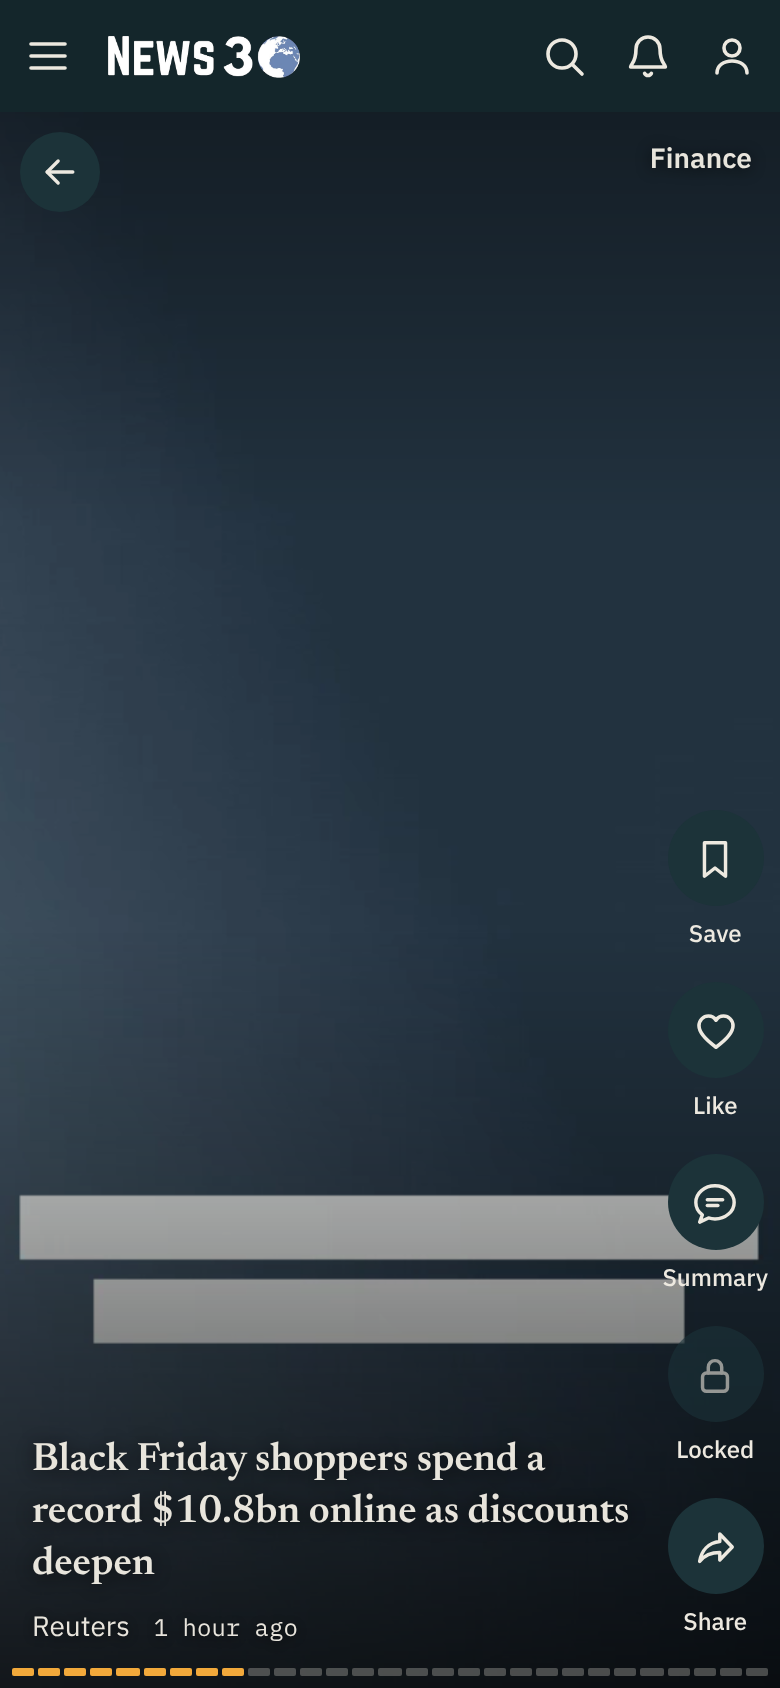 NEWS 3
Finance
Save
Like
Summary
Locked
Black Friday shoppers spend a
record $10.8bn online as discounts
deepen
Reuters 1 hour ago
Share